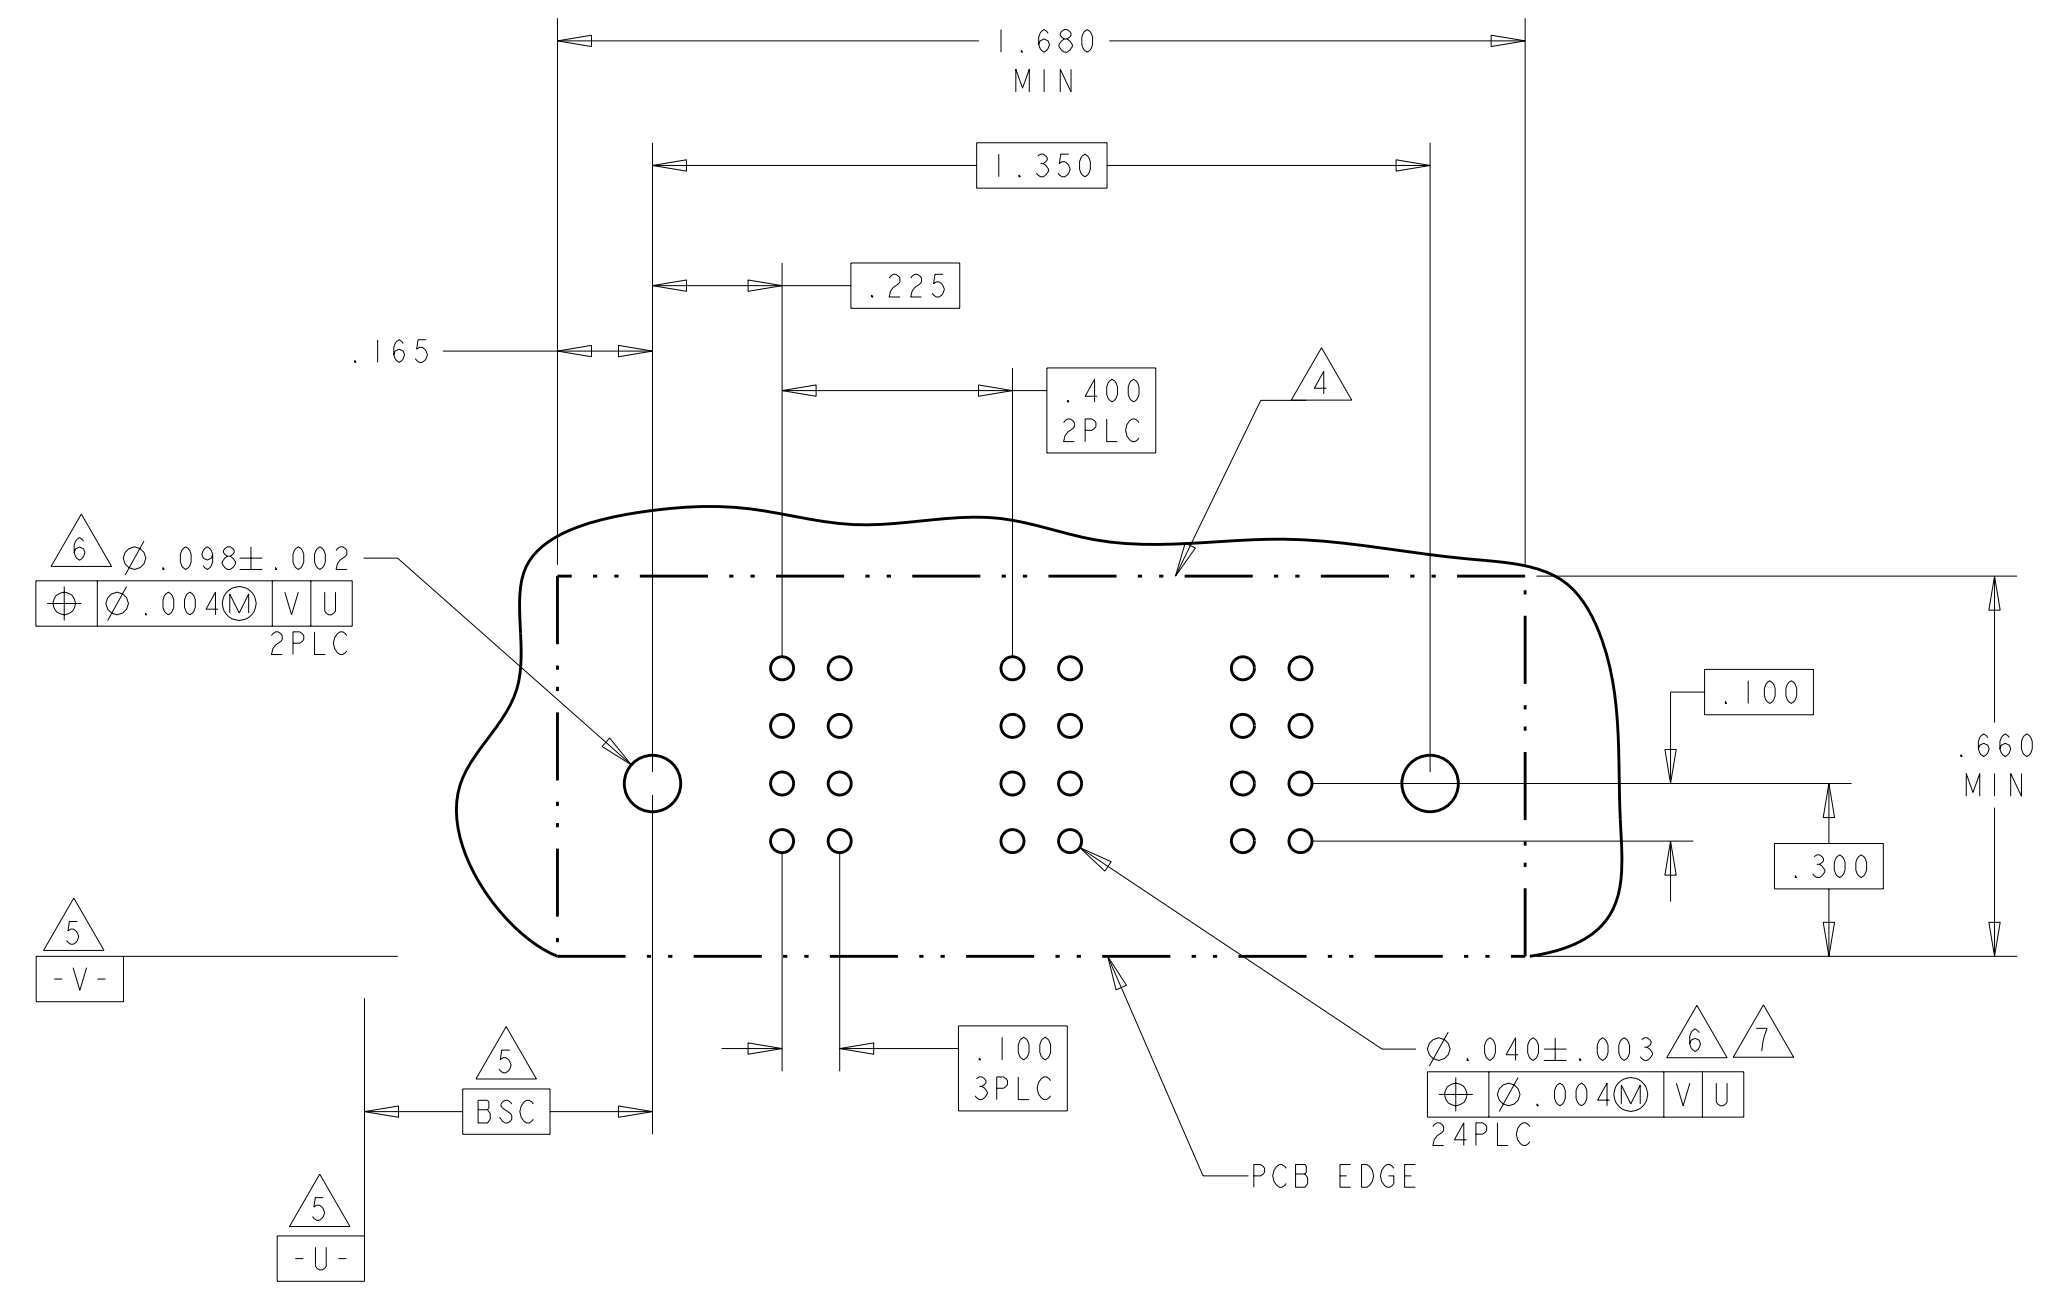 1.680
MIN
1.350
.225
.165
.400
2PLC
4
6
Ø.098±.002
⌖ Ø.004Ⓜ V U
2PLC
.100
.660
MIN
.300
5
-V-
5
BSC
.100
3PLC
Ø.040±.003 6 7
⌖ Ø.004Ⓜ V U
24PLC
PCB EDGE
5
-U-